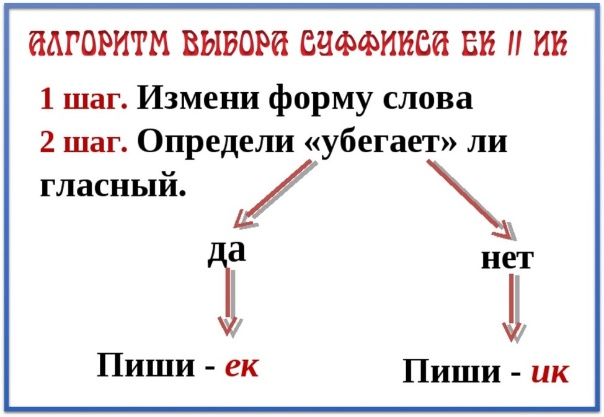 АЛГОРИТМ ВЫБОРА СУФФИКСА ЕК // ИК
1 шаг. Измени форму слова
2 шаг. Определи «убегает» ли
гласный.
да
нет
Пиши - ек
Пиши - ик